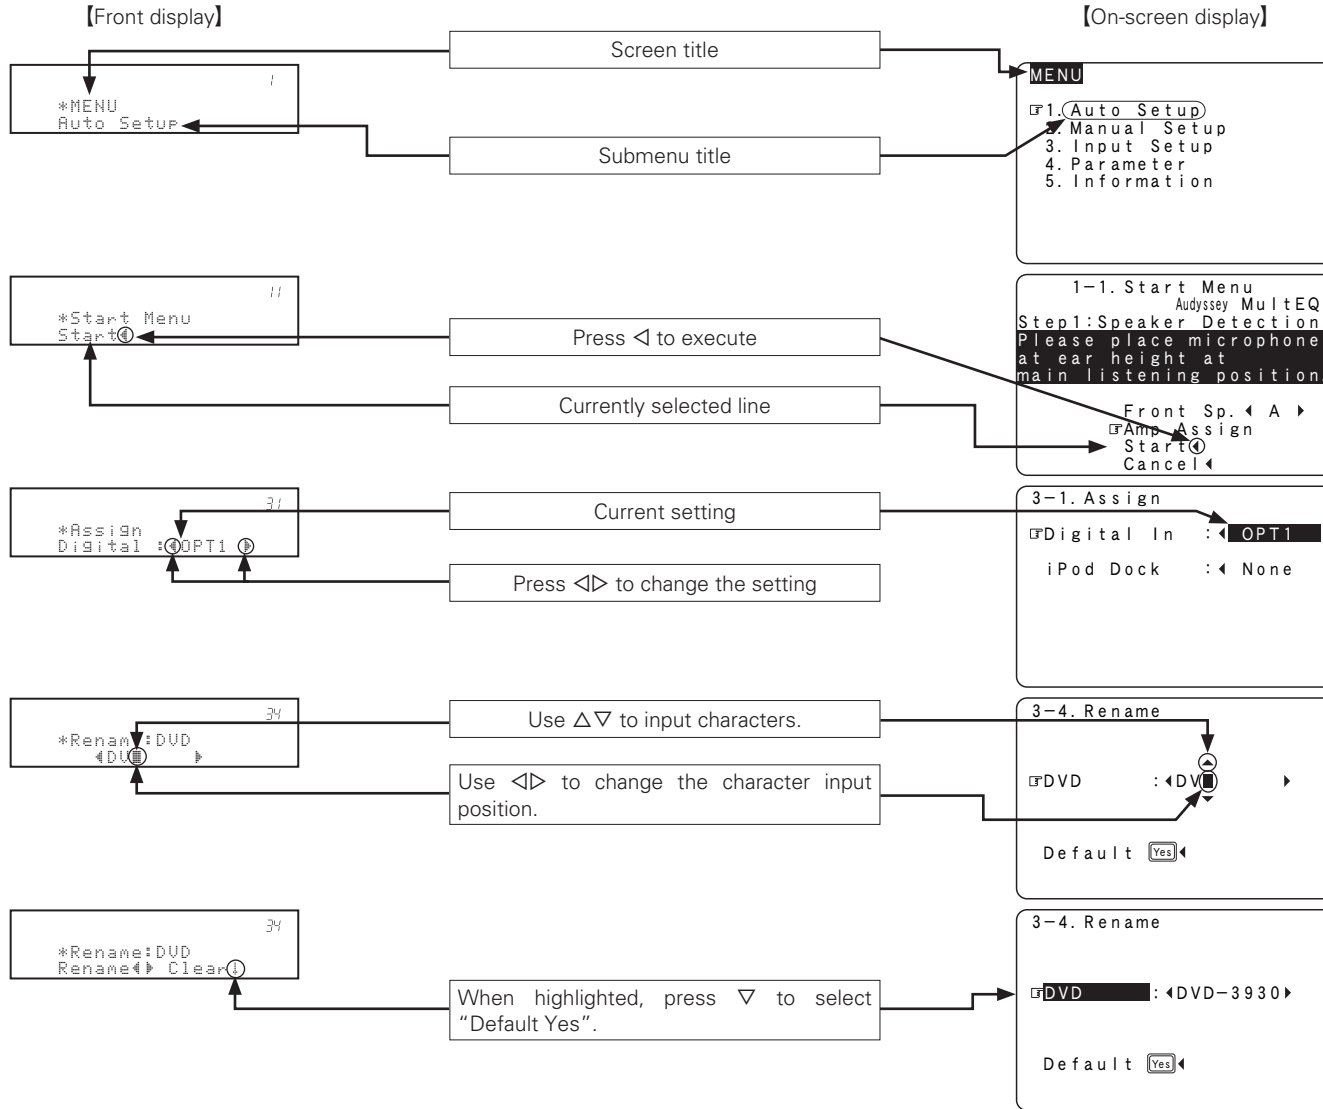 【Front display】
【On-screen display】
Screen title
1
*MENU
Auto Setup
Submenu title
MENU
☞1. Auto Setup
2. Manual Setup
3. Input Setup
4. Parameter
5. Information
11
*Start Menu
Start◀
Press ◁ to execute
Currently selected line
1-1. Start Menu
Audyssey MultEQ
Step1:Speaker Detection
Please place microphone
at ear height at
main listening position
Front Sp.◀ A ▶
☞Amp Assign
Start◀
Cancel◀
31
*Assign
Digital :◀OPT1 ▶
Current setting
Press ◁▷ to change the setting
3-1. Assign
☞Digital In :◀ OPT1
iPod Dock :◀ None
34
*Renam :DVD
◀DV ▶
Use △▽ to input characters.
Use ◁▷ to change the character input
position.
3-4. Rename
☞DVD :◀DV ▶
Default Yes◀
34
*Rename:DVD
Rename◀▶ Clear↓
When highlighted, press ▽ to select
“Default Yes”.
3-4. Rename
☞DVD :◀DVD-3930▶
Default Yes◀